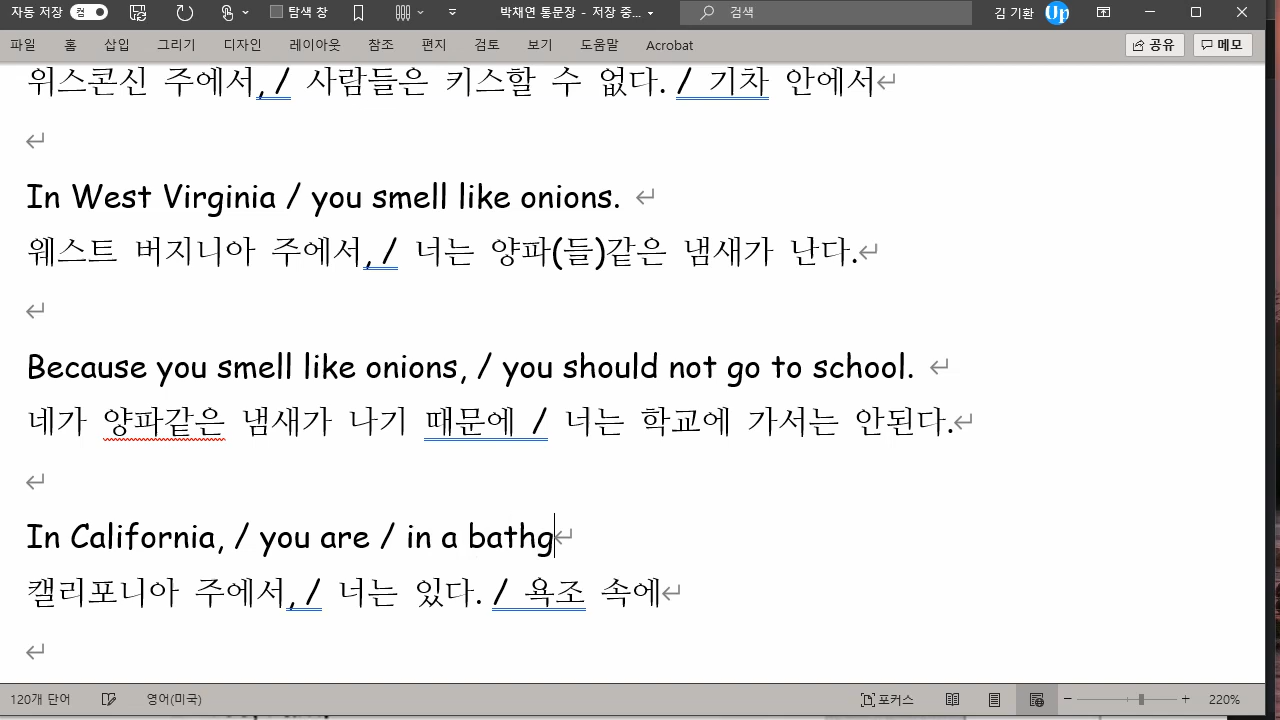 자동 저장 켬 탐색 창 박채연 통문장 - 저장 중... 검색 김 기환 Up
파일 홈 삽입 그리기 디자인 레이아웃 참조 편지 검토 보기 도움말 Acrobat 공유 메모
위스콘신 주에서, / 사람들은 키스할 수 없다. / 기차 안에서
In West Virginia / you smell like onions.
웨스트 버지니아 주에서, / 너는 양파(들)같은 냄새가 난다.
Because you smell like onions, / you should not go to school.
네가 양파같은 냄새가 나기 때문에 / 너는 학교에 가서는 안된다.
In California, / you are / in a bathg
캘리포니아 주에서, / 너는 있다. / 욕조 속에
120개 단어 영어(미국) 포커스 220%